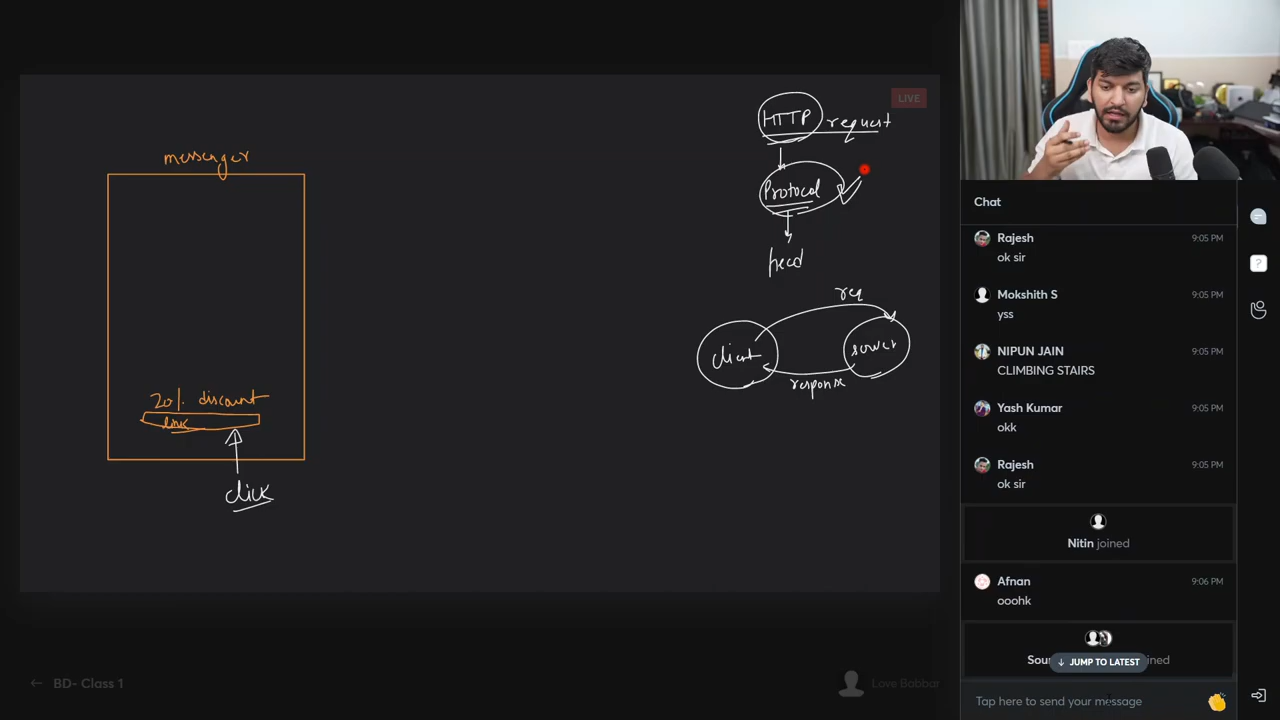 LIVE
HTTP request
Protocol
messenger
req
client
server
response
20% discount
link
click
BD- Class 1
Love Babbar
Chat
Rajesh
9:05 PM
ok sir
Mokshith S
9:05 PM
yss
NIPUN JAIN
9:05 PM
CLIMBING STAIRS
Yash Kumar
9:05 PM
okk
Rajesh
9:05 PM
ok sir
Nitin joined
Afnan
9:06 PM
ooohk
JUMP TO LATEST
Tap here to send your message